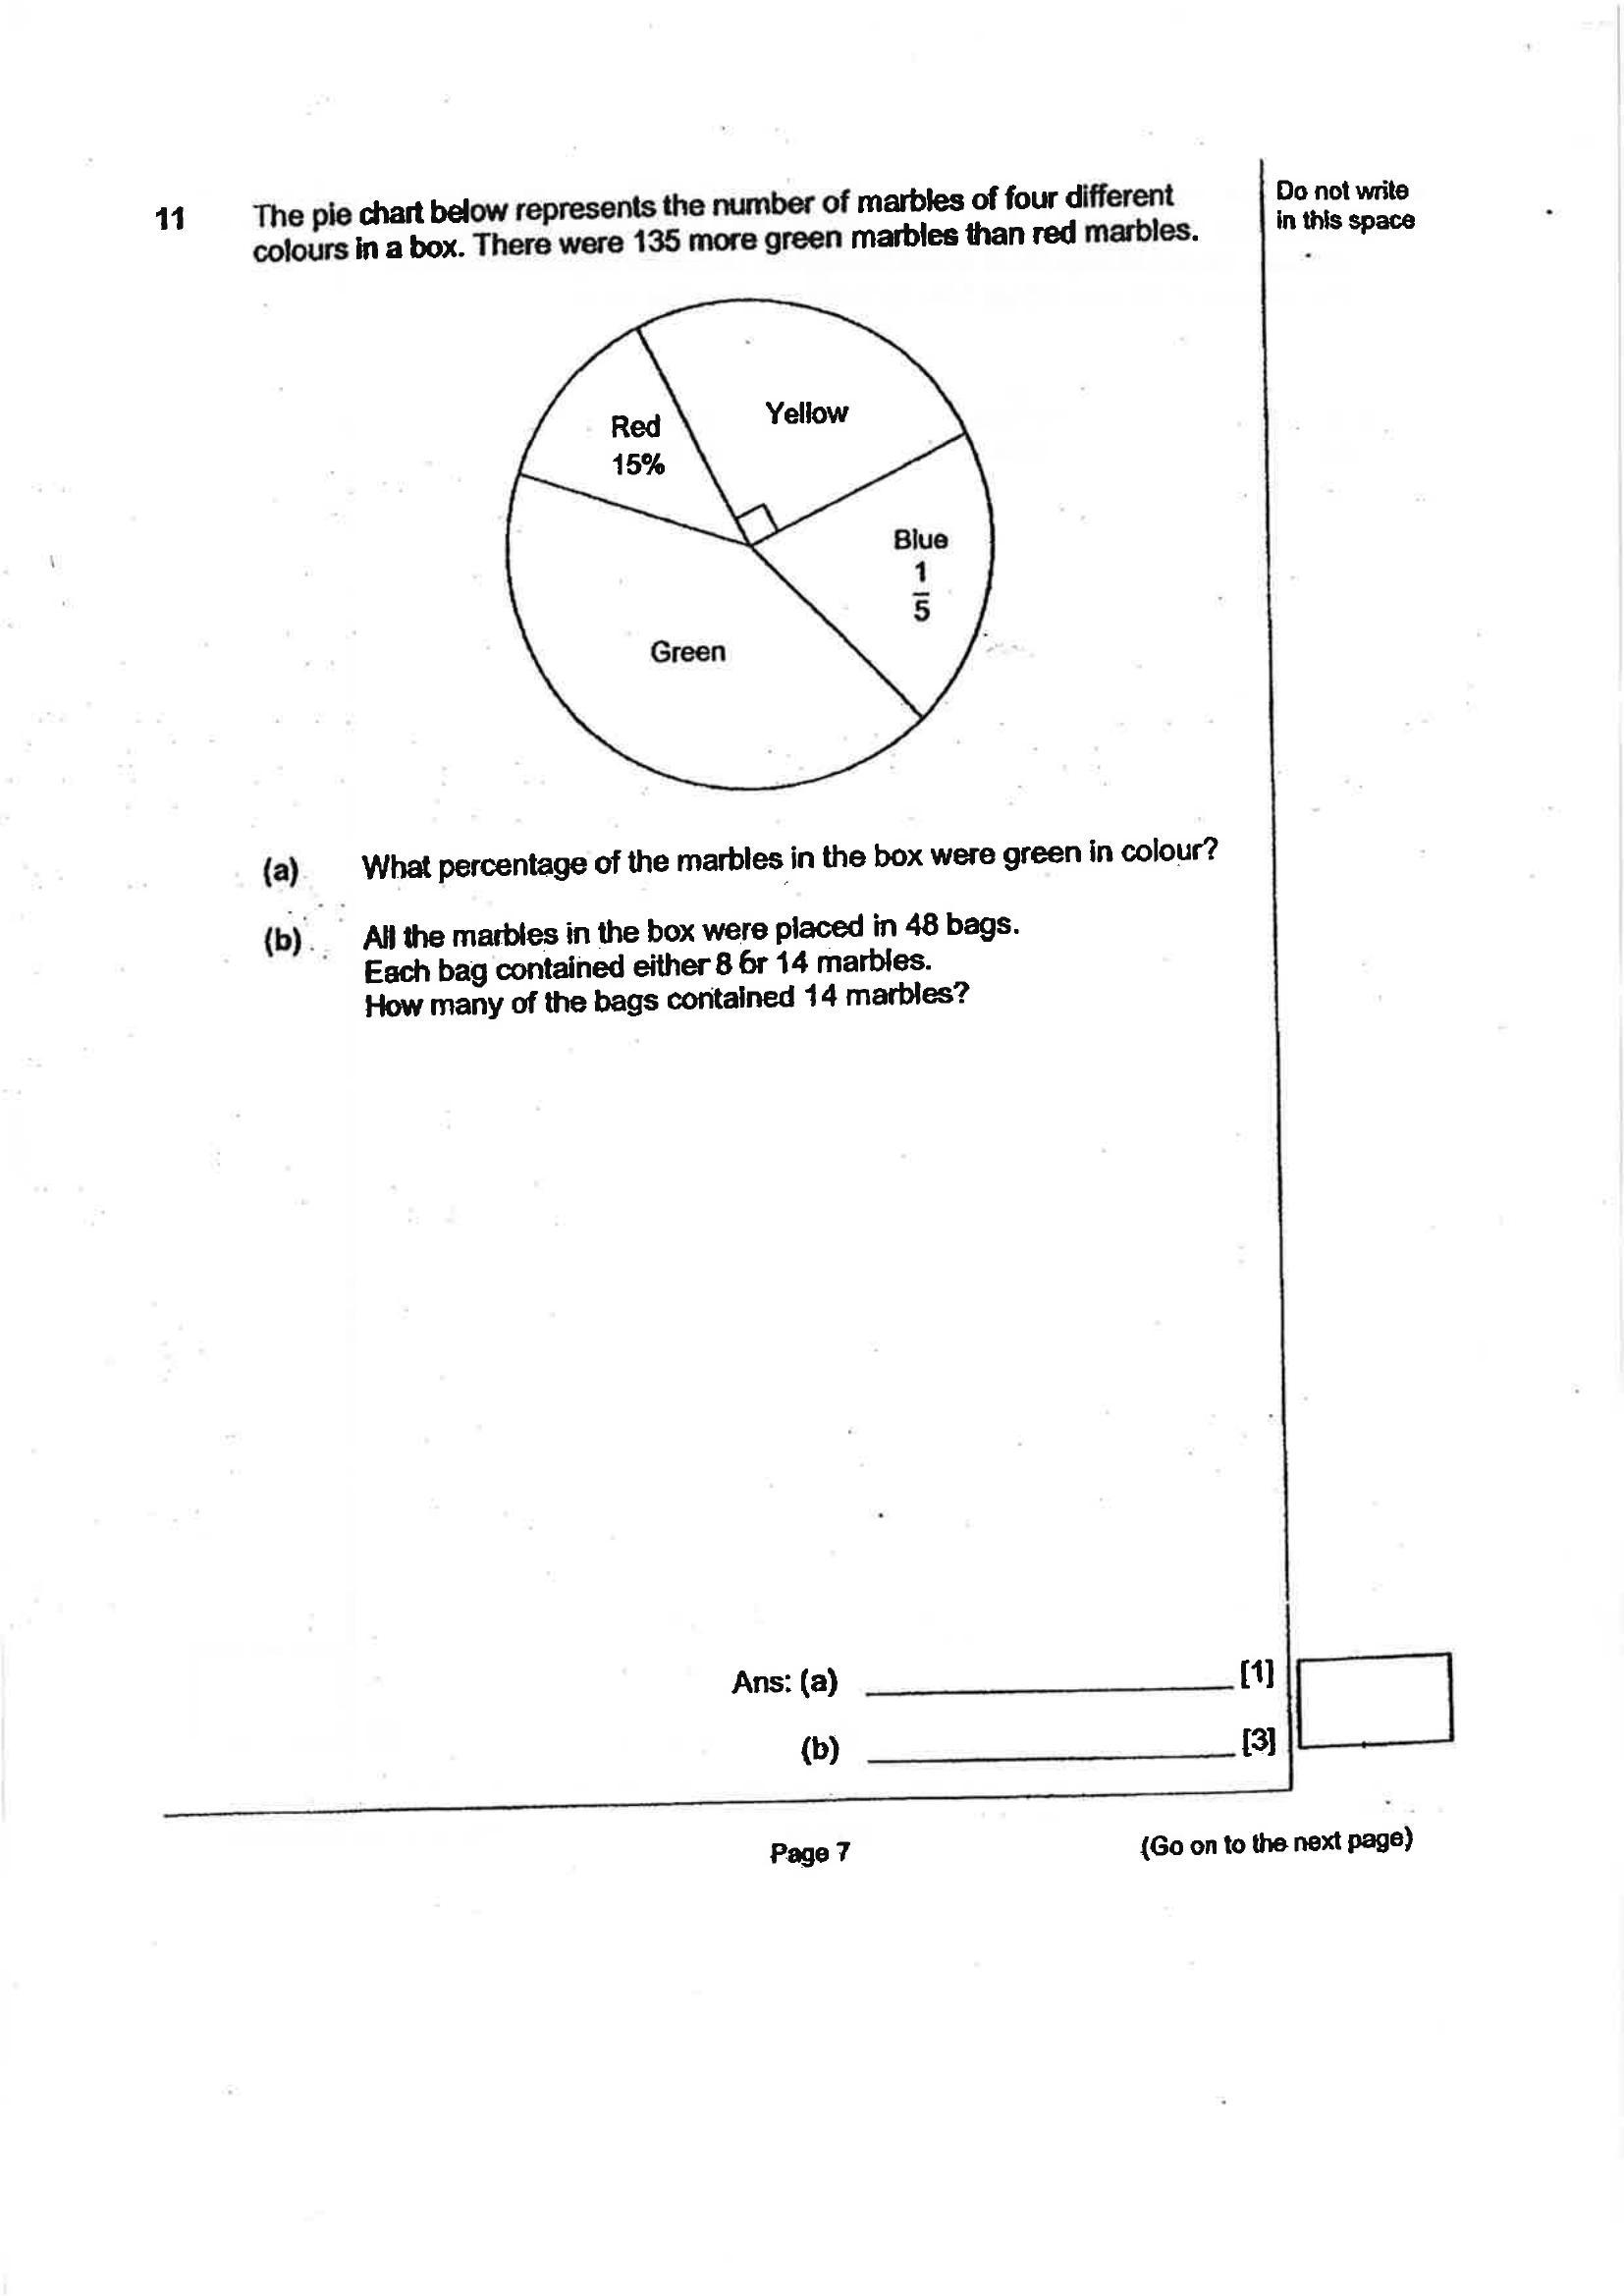 11 The pie chart below represents the number of marbles of four different
colours in a box. There were 135 more green marbles than red marbles.
Do not write
in this space
Yellow
Red
15%
Blue
1
5
Green
(a) What percentage of the marbles in the box were green in colour?
(b) All the marbles in the box were placed in 48 bags.
Each bag contained either 8 or 14 marbles.
How many of the bags contained 14 marbles?
Ans: (a) [1]
(b) [3]
Page 7
(Go on to the next page)